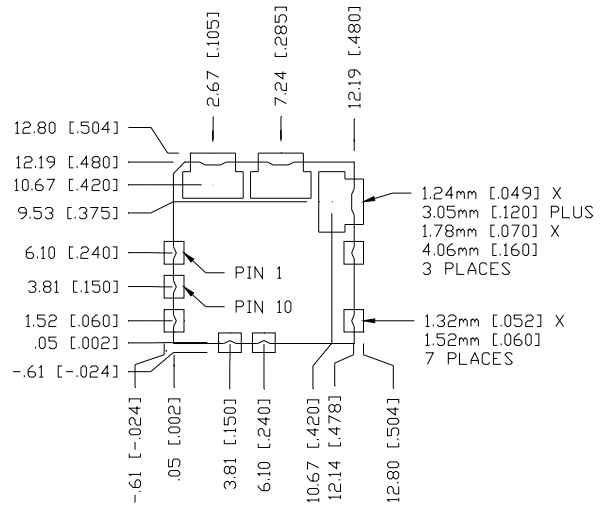 2.67 [.105]
7.24 [.285]
12.19 [.480]
12.80 [.504]
12.19 [.480]
10.67 [.420]
9.53 [.375]
6.10 [.240]
3.81 [.150]
1.52 [.060]
.05 [.002]
-.61 [-.024]
PIN 1
PIN 10
1.24mm [.049] X
3.05mm [.120] PLUS
1.78mm [.070] X
4.06mm [.160]
3 PLACES
1.32mm [.052] X
1.52mm [.060]
7 PLACES
-.61 [-.024]
.05 [.002]
3.81 [.150]
6.10 [.240]
10.67 [.420]
12.14 [.478]
12.80 [.504]